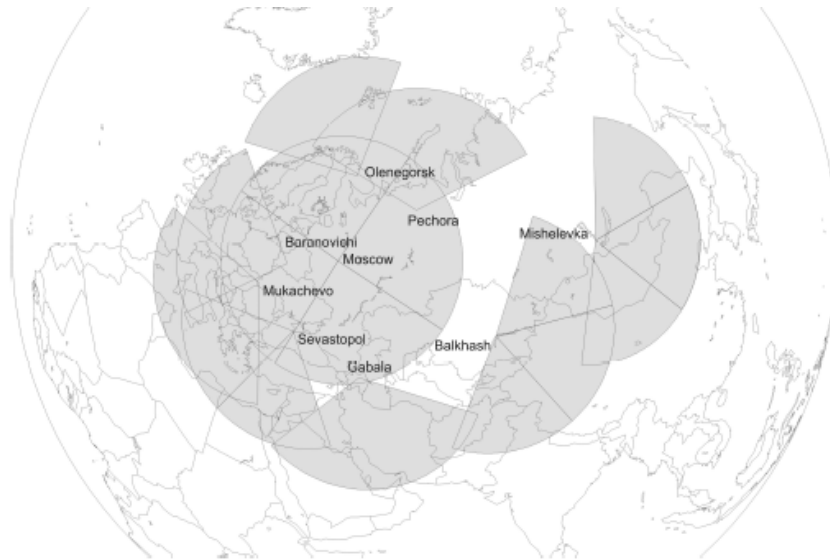 Olenegorsk
Pechora
Mishelevka
Baranovichi
Moscow
Mukachevo
Sevastopol
Balkhash
Gabala